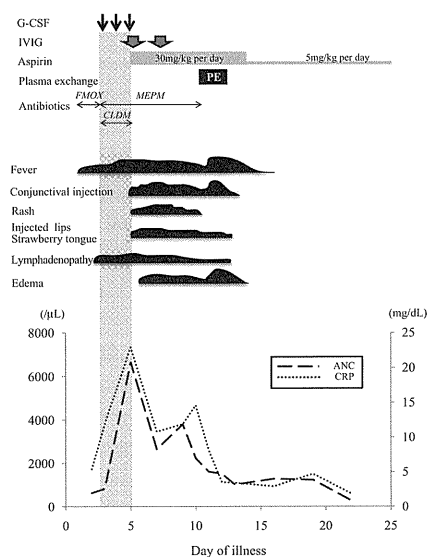 G-CSF
IVIG
Aspirin 30mg/kg per day 5mg/kg per day
Plasma exchange PE
FMOX MEPM
Antibiotics
CLDM
Fever
Conjunctival injection
Rash
Injected lips
Strawberry tongue
Lymphadenopathy
Edema
(/μL) (mg/dL)
8000 25
6000 20
4000 15
2000 10
0 5
0
ANC
CRP
0 5 10 15 20 25
Day of illness